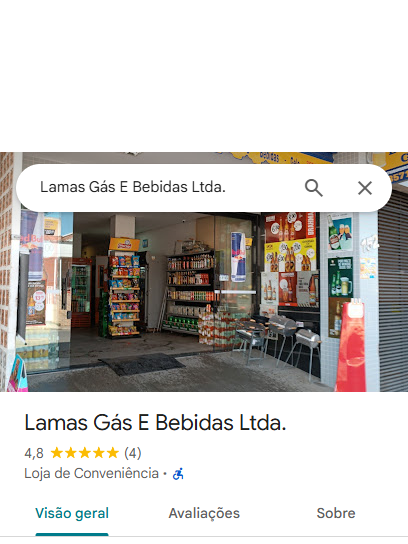 Lamas Gás E Bebidas Ltda.
Lamas Gás E Bebidas Ltda.
4,8 ★★★★★ (4)
Loja de Conveniência ·
Visão geral
Avaliações
Sobre